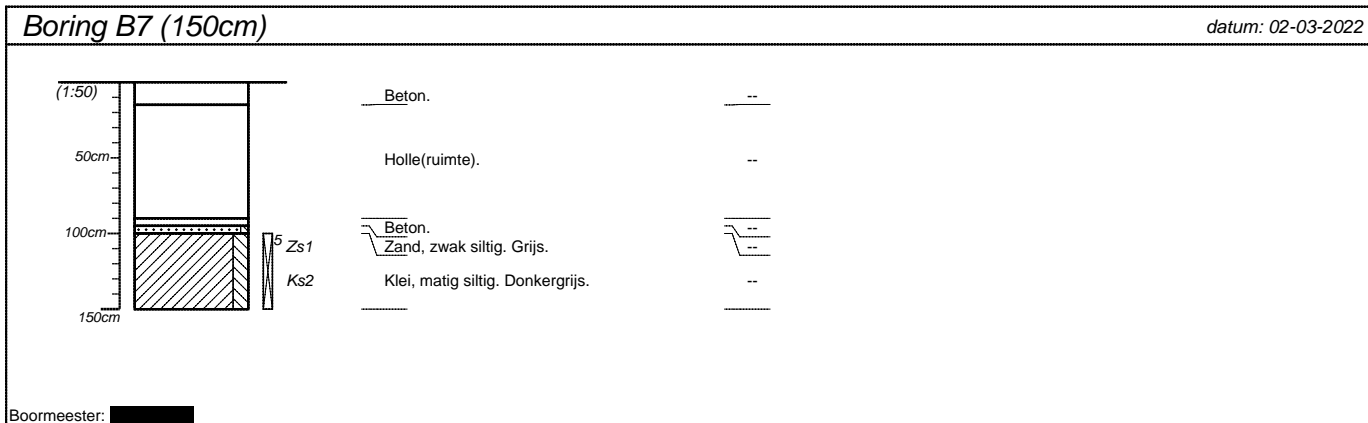 Boring B7 (150cm) datum: 02-03-2022
(1:50) Beton. --
50cm Holle(ruimte). --
100cm Beton. --
5 Zs1 Zand, zwak siltig. Grijs. --
Ks2 Klei, matig siltig. Donkergrijs. --
150cm
Boormeester: